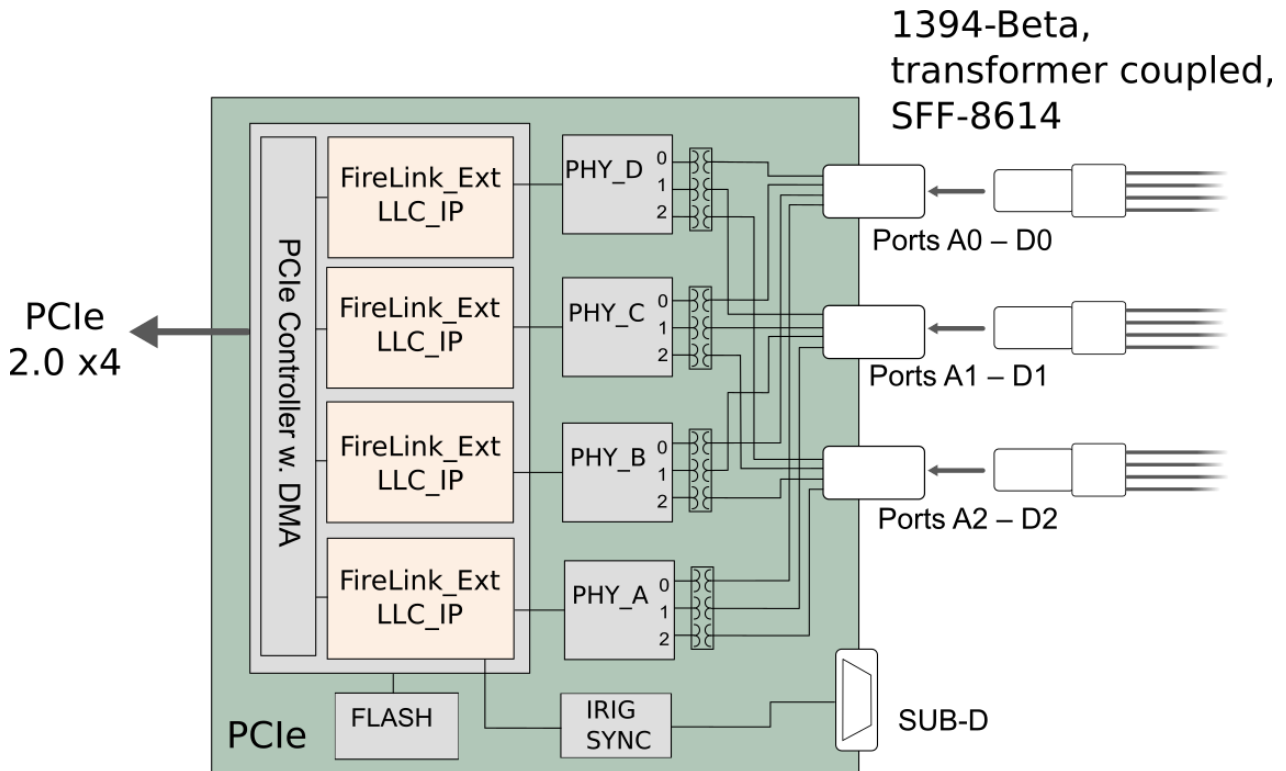 1394-Beta,
transformer coupled,
SFF-8614
FireLink_Ext
LLC_IP
PHY_D
0
1
2
Ports A0 – D0
PCIe Controller w. DMA
FireLink_Ext
LLC_IP
PHY_C
0
1
2
Ports A1 – D1
PCIe
2.0 x4
FireLink_Ext
LLC_IP
PHY_B
0
1
2
Ports A2 – D2
FireLink_Ext
LLC_IP
PHY_A
0
1
2
PCIe
FLASH
IRIG
SYNC
SUB-D